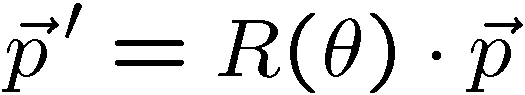 p⃗ ′ = R(θ) · p⃗